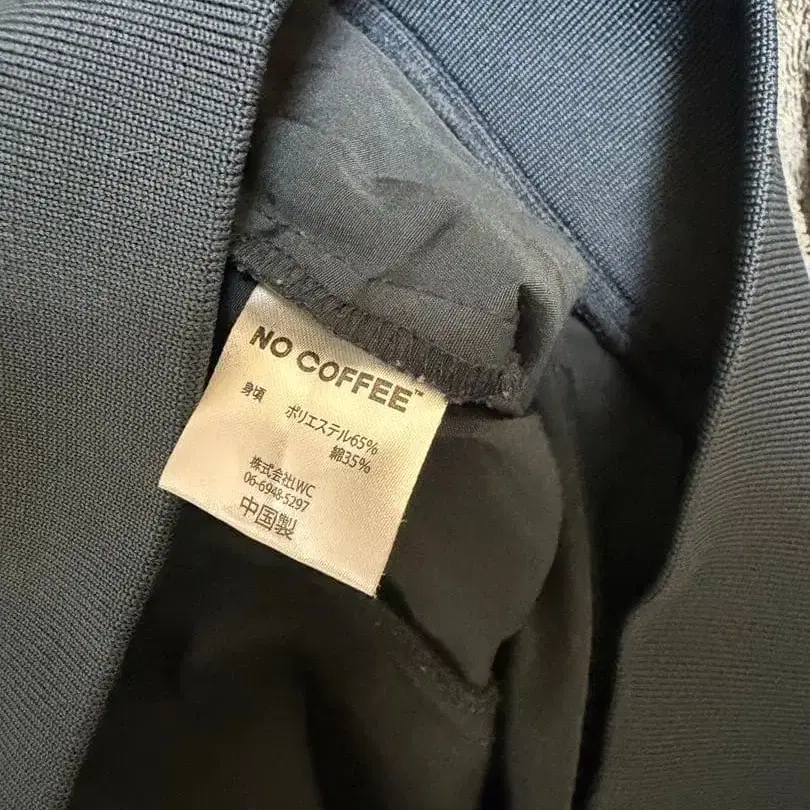 NO COFFEE™
身頃 ポリエステル65%
綿35%
株式会社LWC
06-6948-5297
中国製